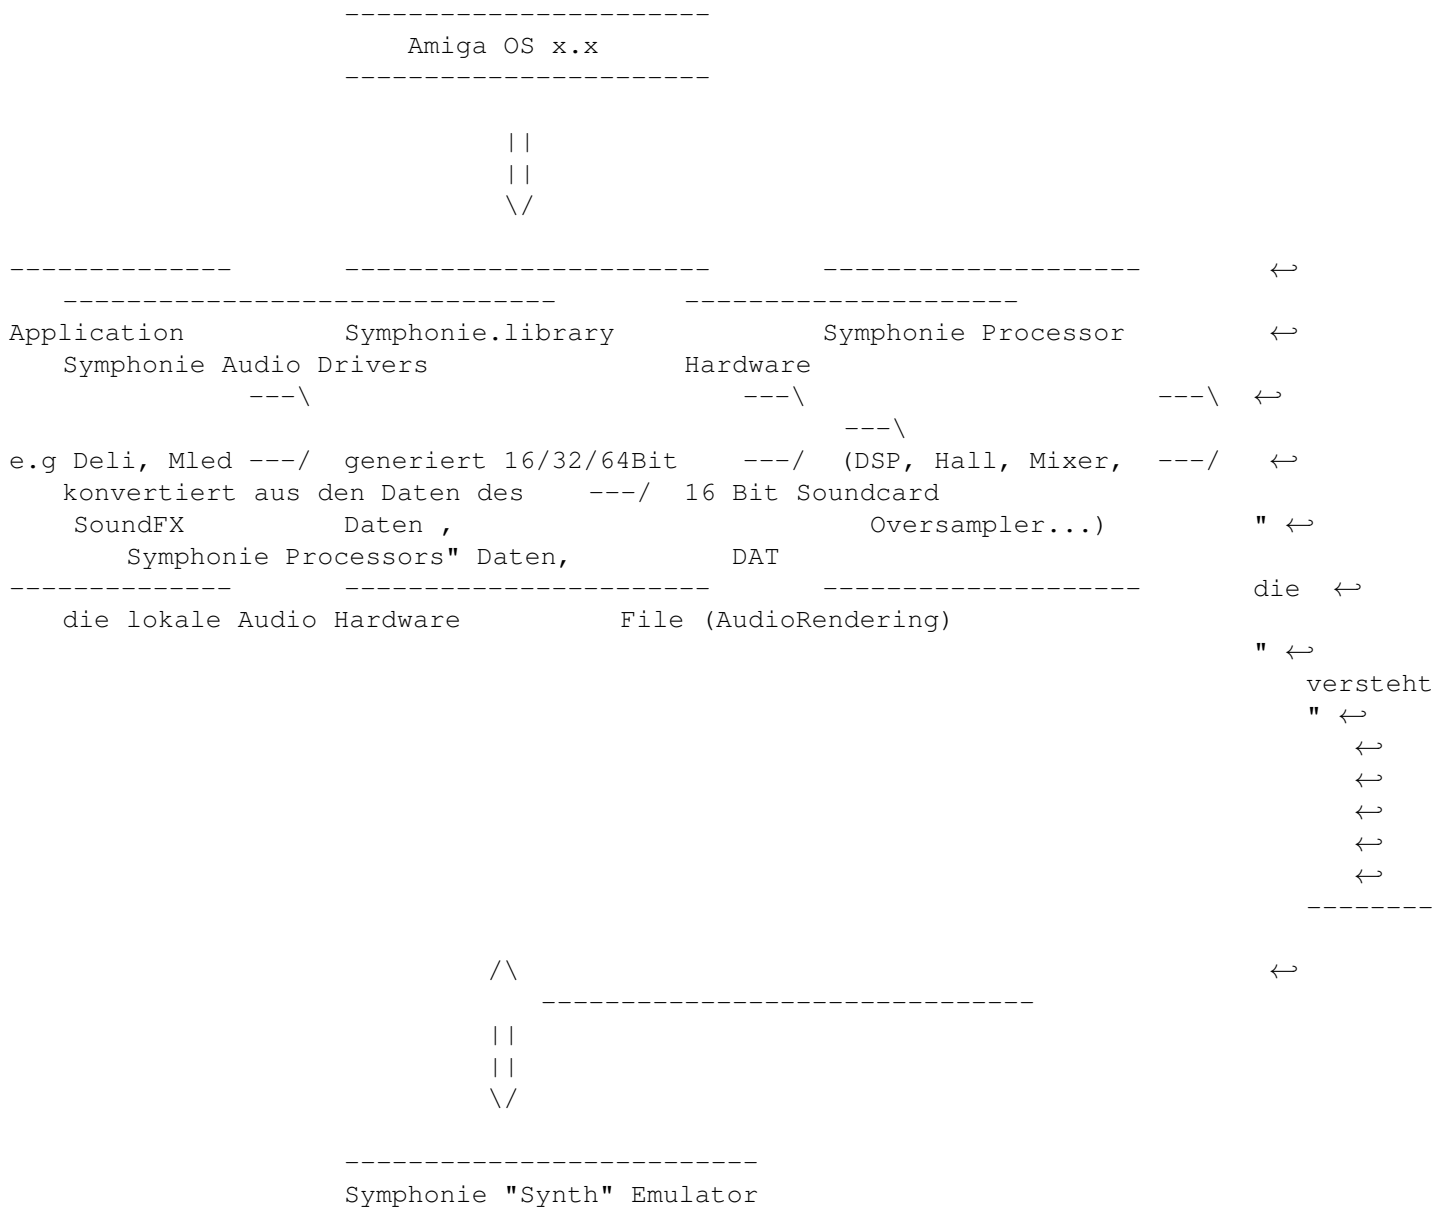 -----------------------
Amiga OS x.x
-----------------------
||
||
\/
-------------- ----------------------- -------------------- ↩
------------------------------- ---------------------
Application Symphonie.library Symphonie Processor ↩
Symphonie Audio Drivers Hardware
---\ ---\ ---\ ↩
---\
e.g Deli, Mled ---/ generiert 16/32/64Bit ---/ (DSP, Hall, Mixer, ---/ ↩
konvertiert aus den Daten des ---/ 16 Bit Soundcard
SoundFX Daten , Oversampler...) " ↩
Symphonie Processors" Daten, DAT
-------------- ----------------------- -------------------- die ↩
die lokale Audio Hardware File (AudioRendering)
" ↩
versteht
" ↩
↩
↩
↩
↩
↩
--------
/\ ↩
-------------------------------
||
||
\/
--------------------------
Symphonie "Synth" Emulator